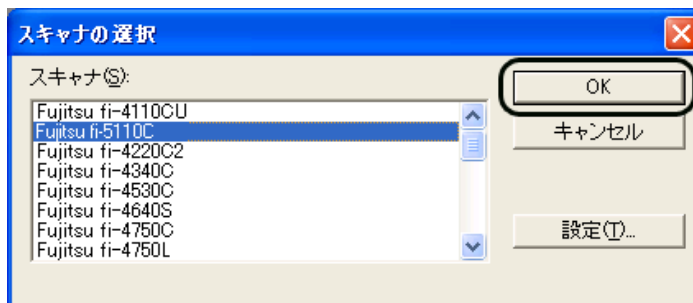 スキャナの選択
スキャナ(S):
Fujitsu fi-4110CU
Fujitsu fi-5110C
Fujitsu fi-4220C2
Fujitsu fi-4340C
Fujitsu fi-4530C
Fujitsu fi-4640S
Fujitsu fi-4750C
Fujitsu fi-4750L
OK
キャンセル
設定(T)...